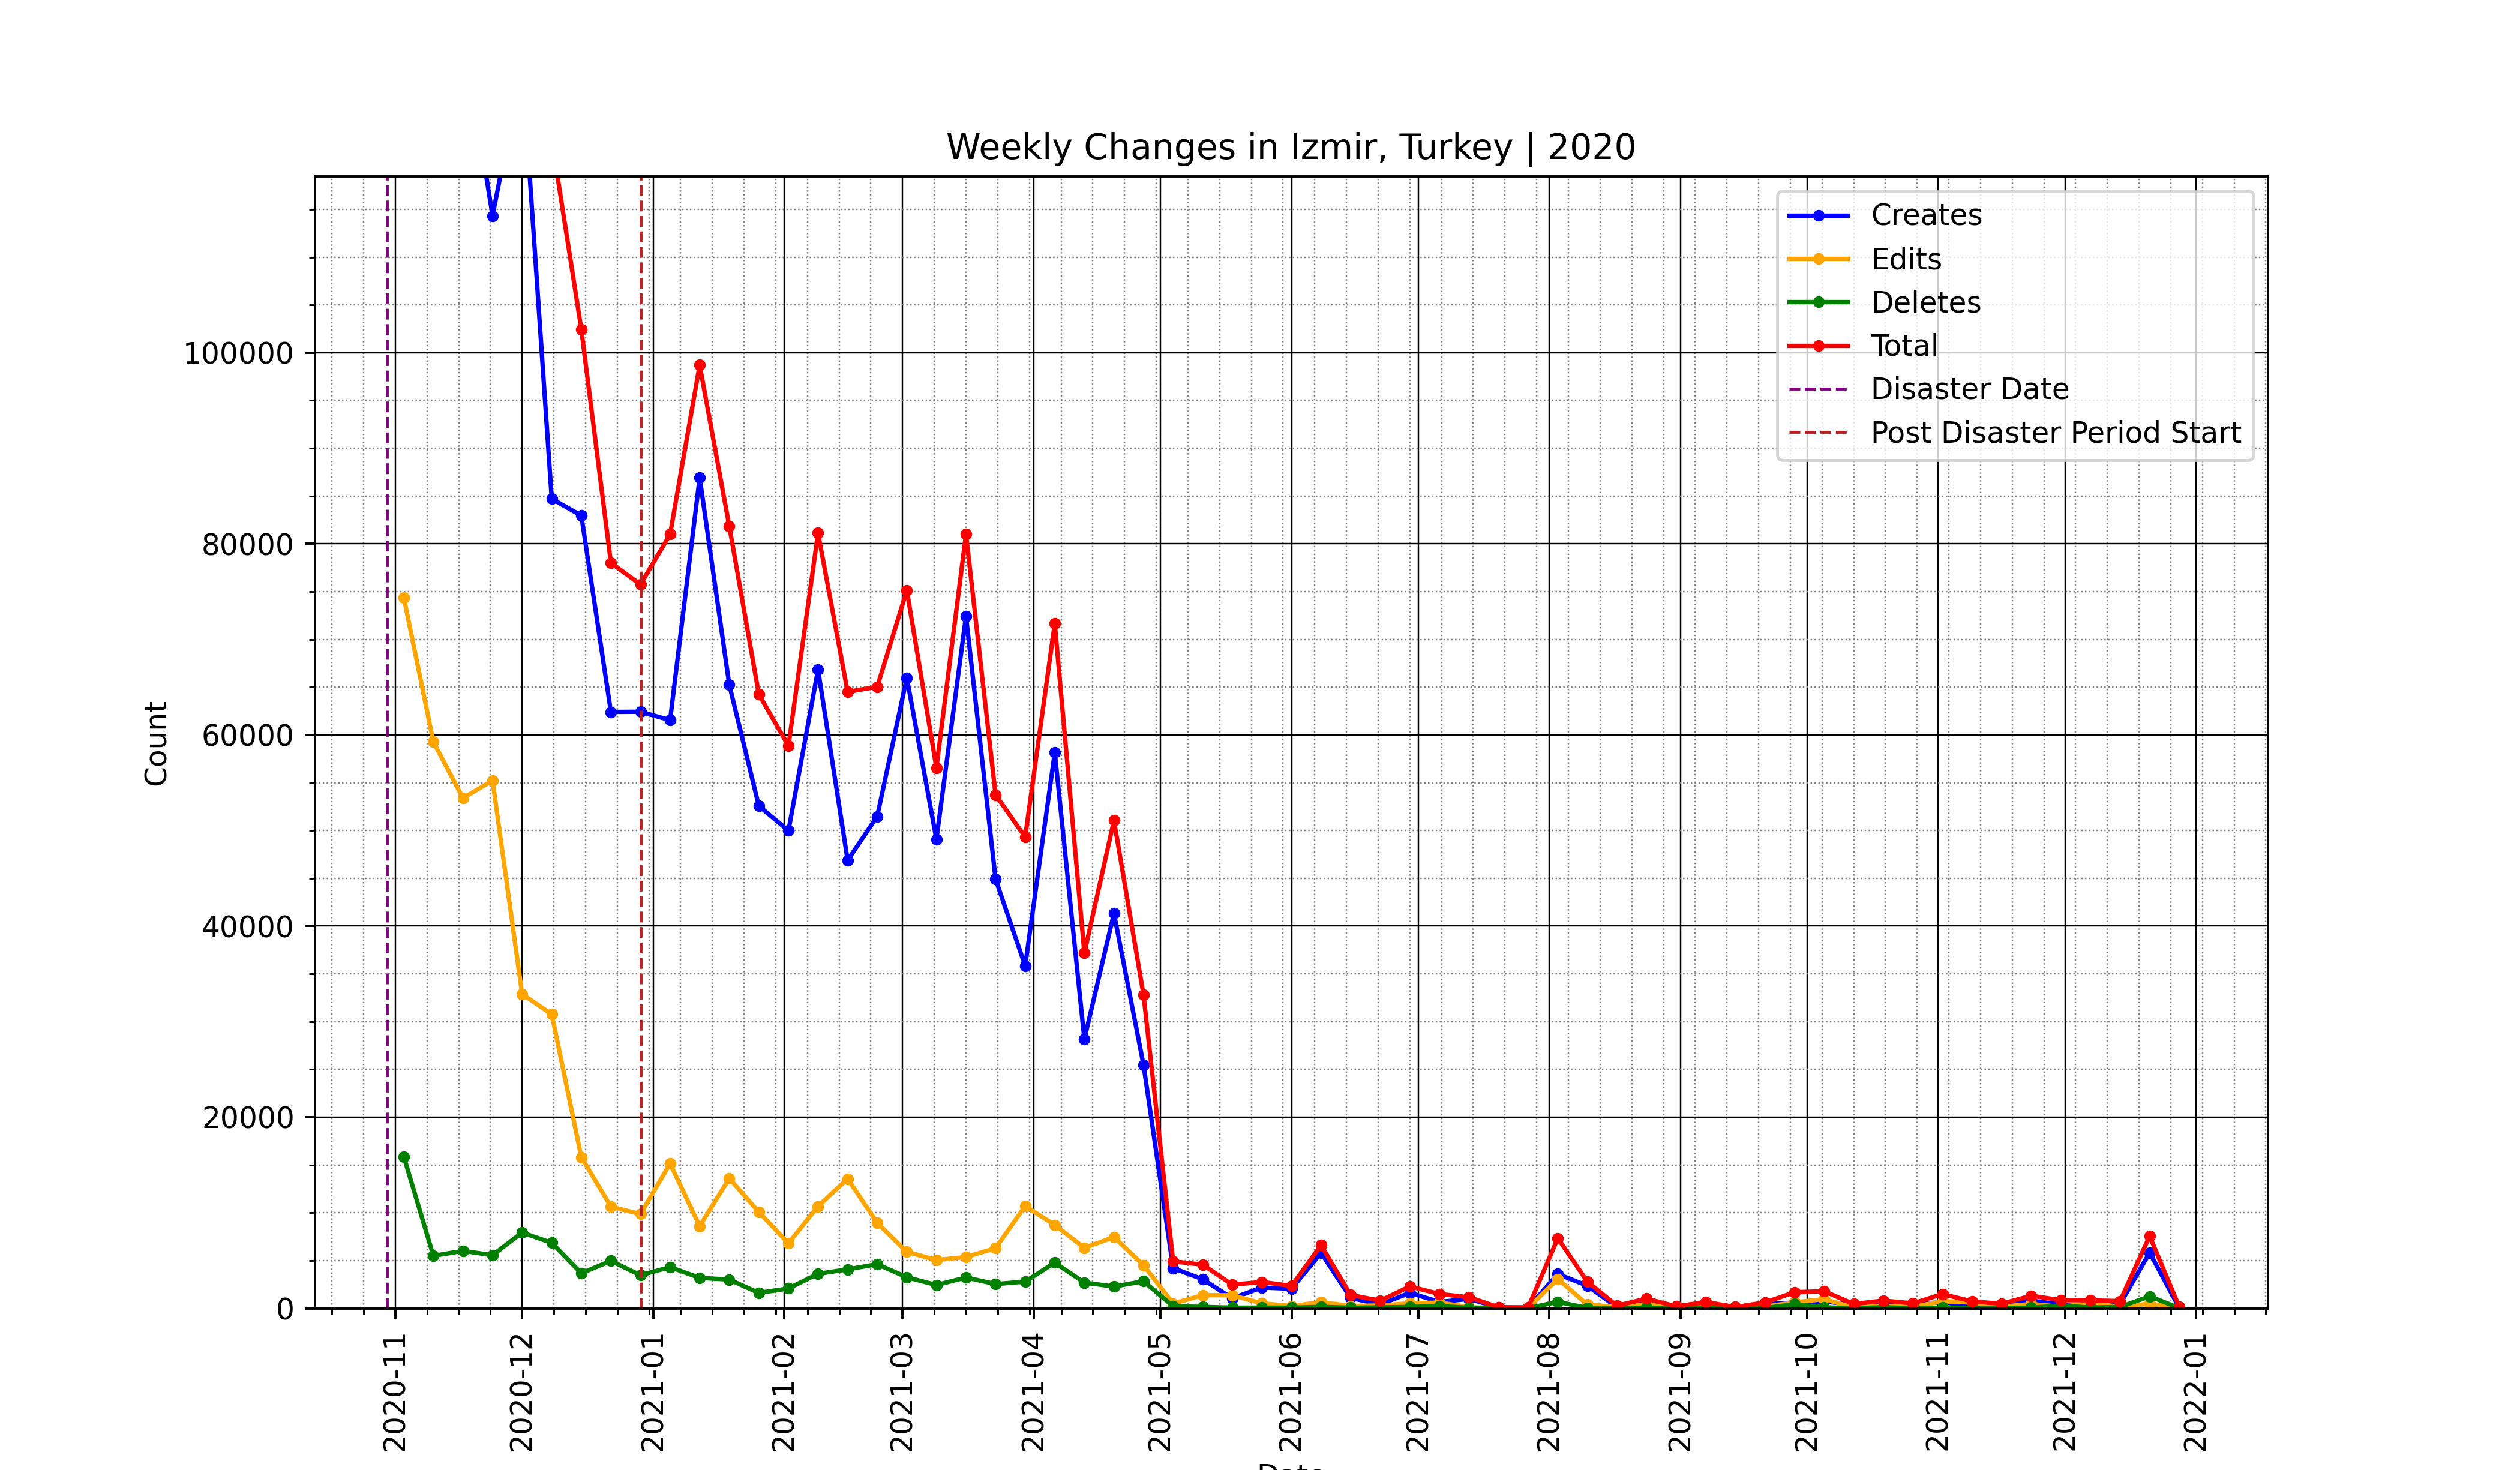 Weekly Changes in Izmir, Turkey | 2020
Creates
Edits
Deletes
Total
Disaster Date
Post Disaster Period Start
Count
100000
80000
60000
40000
20000
0
2020-11
2020-12
2021-01
2021-02
2021-03
2021-04
2021-05
2021-06
2021-07
2021-08
2021-09
2021-10
2021-11
2021-12
2022-01
Date